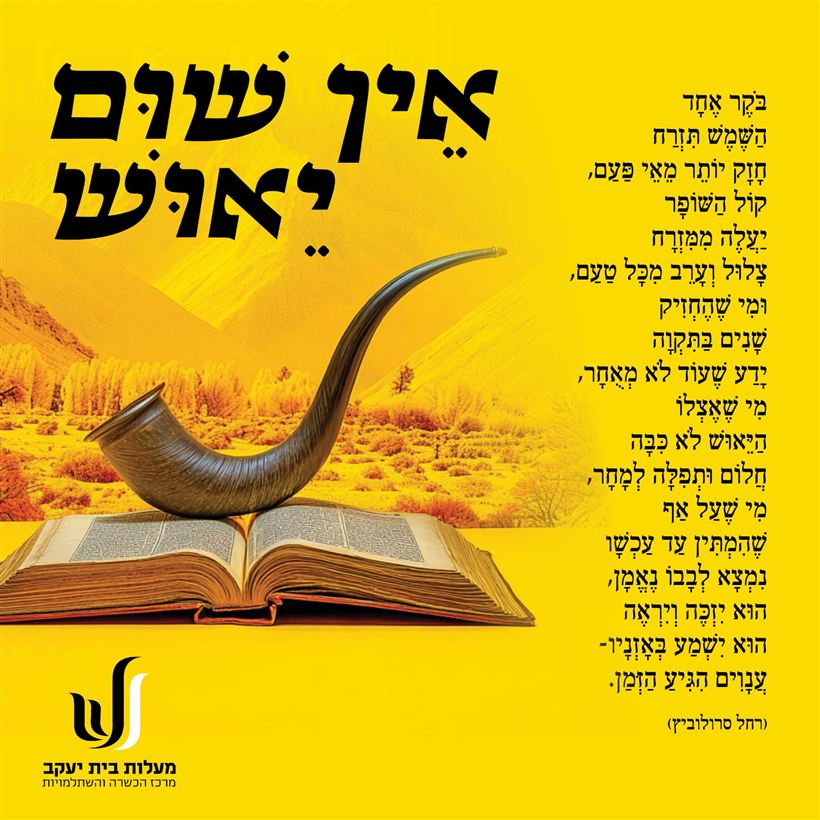 אֵין שׁוּם
יֵאוּשׁ
בֹּקֶר אֶחָד
הַשֶּׁמֶשׁ תִּזְרַח
חָזָק יוֹתֵר מֵאֵי פַּעַם,
קוֹל הַשּׁוֹפָר
יַעֲלֶה מִמִּזְרָח
צָלוּל וְעָרֵב מִכָּל טַעַם,
וּמִי שֶׁהֶחְזִיק
שָׁנִים בַּתִּקְוָה
יָדַע שֶׁעוֹד לֹא מְאֻחָר,
מִי שֶׁאֶצְלוֹ
הַיֵּאוּשׁ לֹא כִּבָּה
חֲלוֹם וּתְפִלָּה לְמָחָר,
מִי שֶׁעַל אַף
שֶׁהִמְתִּין עַד עַכְשָׁו
נִמְצָא לְבָבוֹ נֶאֱמָן,
הוּא יִזְכֶּה וְיִרְאֶה
הוּא יִשְׁמַע בְּאָזְנָיו-
עֲנָוִים הִגִּיעַ הַזְּמַן.
(רחל סרולוביץ)
מעלות בית יעקב
מרכז הכשרה והשתלמויות